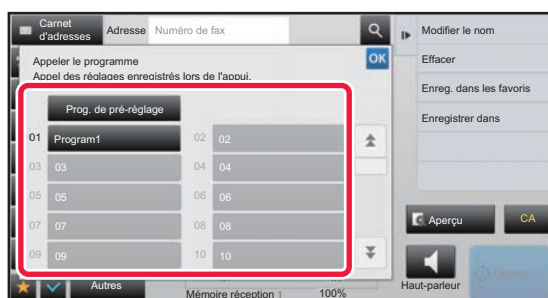 Carnet
d'adresses
Adresse
Numéro de fax
Modifier le nom
Appeler le programme
OK
Effacer
Appel des réglages enregistrés lors de l'appui.
Enreg. dans les favoris
Prog. de pré-réglage
Enregistrer dans
01 Program1
02 02
03 03
04 04
05 05
06 06
07 07
08 08
Aperçu
CA
09 09
10 10
Autres
Mémoire réception : 100%
Haut-parleur
Départ